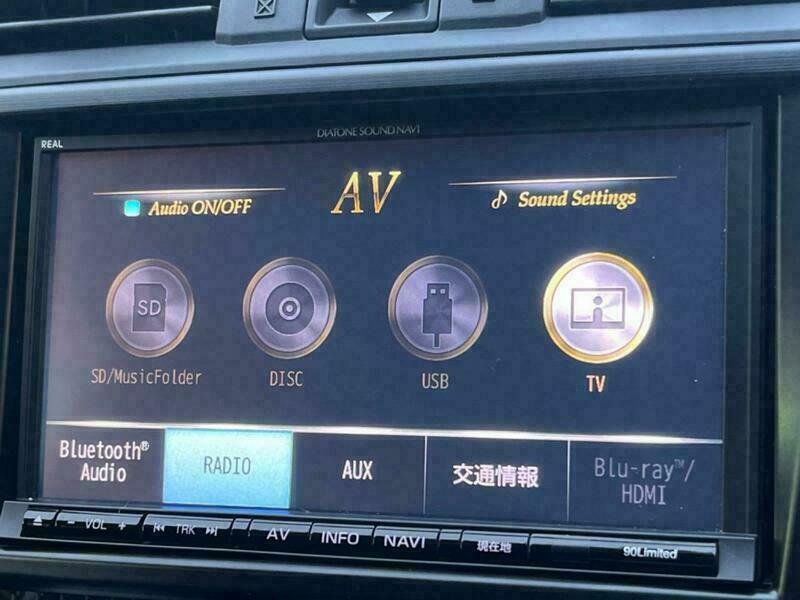 REAL
DIATONE SOUND NAVI
AV
Audio ON/OFF
Sound Settings
SD
SD/MusicFolder
DISC
USB
TV
Bluetooth®
Audio
RADIO
AUX
交通情報
Blu-ray™/
HDMI
- VOL +
TRK
AV
INFO
NAVI
現在地
90Limited